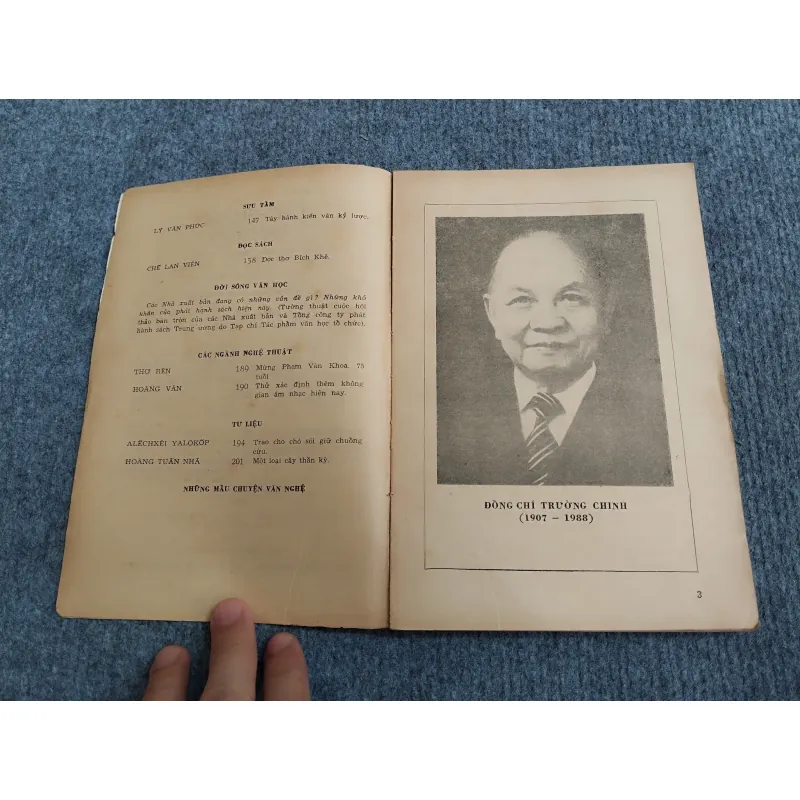 SƯU TẦM
LÝ VĂN PHỨC 147 Tây hành kiến văn kỷ lược.
ĐỌC SÁCH
CHẾ LAN VIÊN 158 Đọc thơ Bích Khê.
ĐỜI SỐNG VĂN HỌC
Các Nhà xuất bản đang có những vấn đề gì? Những khó
khăn của phát hành sách hiện nay. (Tường thuật cuộc hội
thảo bàn tròn của các Nhà xuất bản và Tổng công ty phát
hành sách Trung ương do Tạp chí Tác phẩm văn học tổ chức).
CÁC NGÀNH NGHỆ THUẬT
THỢ RÈN 189 Mừng Phạm Văn Khoa 75
tuổi
HOÀNG VÂN 190 Thử xác định thêm không
gian âm nhạc hiện nay.
TƯ LIỆU
ALẾCHXÊI YALOKÔP 194 Trao cho chó sói giữ chuồng
cừu.
HOÀNG TUẤN NHÃ 201 Một loại cây thần kỳ.
NHỮNG MẨU CHUYỆN VĂN NGHỆ
ĐỒNG CHÍ TRƯỜNG CHINH
(1907 – 1988)
3